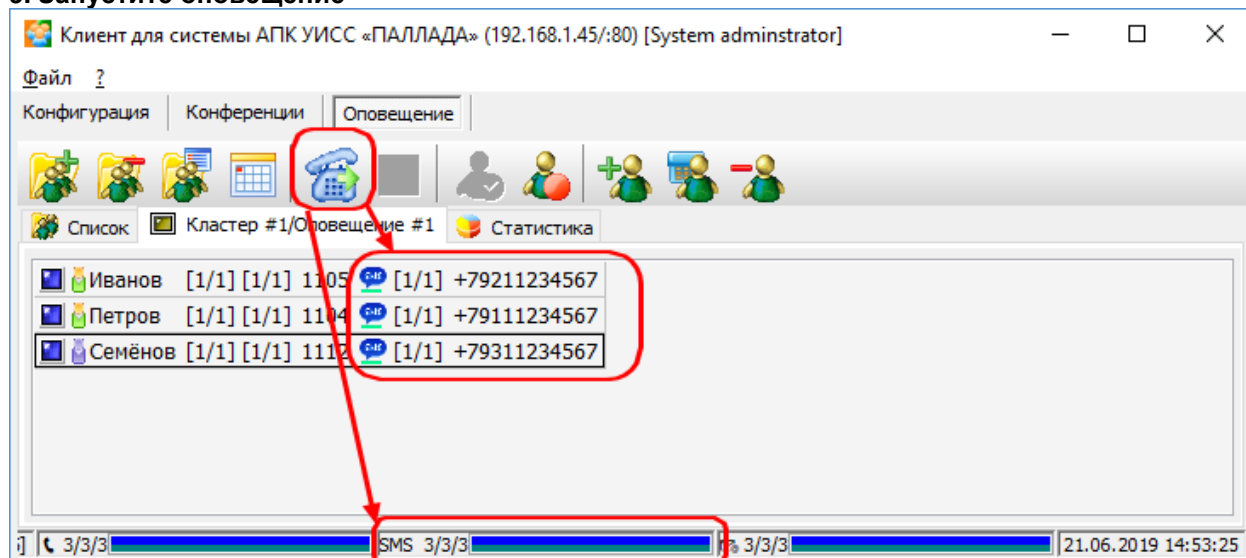 Клиент для системы АПК УИСС «ПАЛЛАДА» (192.168.1.45/:80) [System adminstrator]
Файл ?
Конфигурация Конференции Оповещение
Список Кластер #1/Оповещение #1 Статистика
Иванов [1/1] [1/1] 1105 [1/1] +79211234567
Петров [1/1] [1/1] 1104 [1/1] +79111234567
Семёнов [1/1] [1/1] 1112 [1/1] +79311234567
3/3/3 SMS 3/3/3 3/3/3 21.06.2019 14:53:25